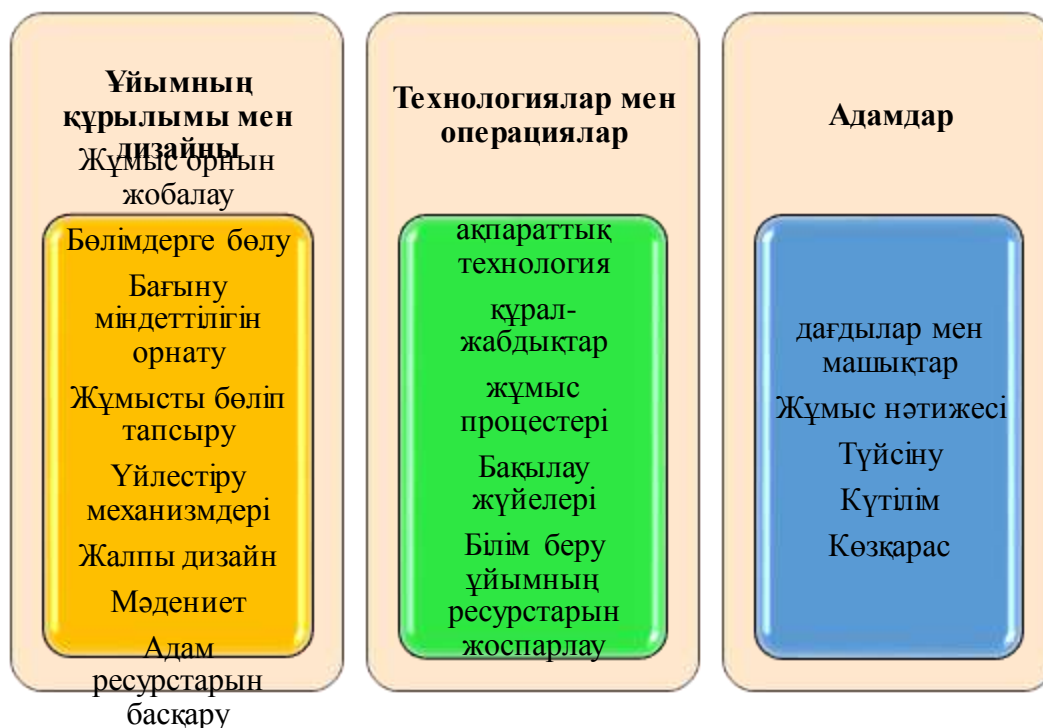 Ұйымның
құрылымы мен
дизайны
Жұмыс орнын
жобалау
Бөлімдерге бөлу
Бағыну
міндеттілігін
орнату
Жұмысты бөліп
тапсыру
Үйлестіру
механизмдері
Жалпы дизайн
Мәдениет
Адам
ресурстарын
басқару
Технологиялар мен
операциялар
ақпараттық
технология
құрал-
жабдықтар
жұмыс
процестері
Бақылау
жүйелері
Білім беру
ұйымның
ресурстарын
жоспарлау
Адамдар
дағдылар мен
машықтар
Жұмыс нәтижесі
Түйсіну
Күтілім
Көзқарас